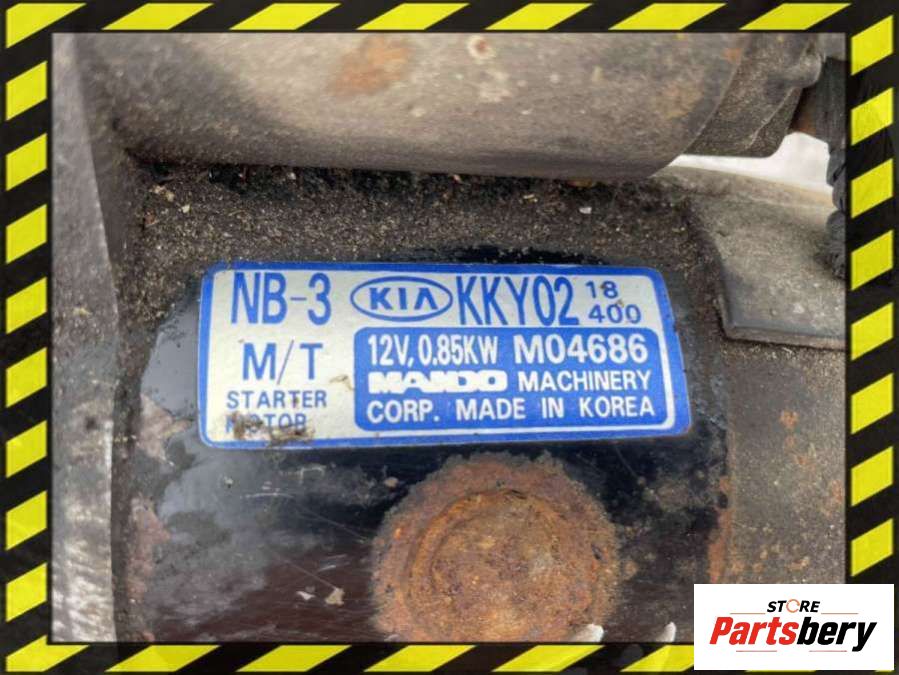 NB-3 KIA KKY02 18 400
M/T
STARTER
MOTOR
12V, 0.85KW M04686
MANDO MACHINERY
CORP. MADE IN KOREA
STORE
Partsbery